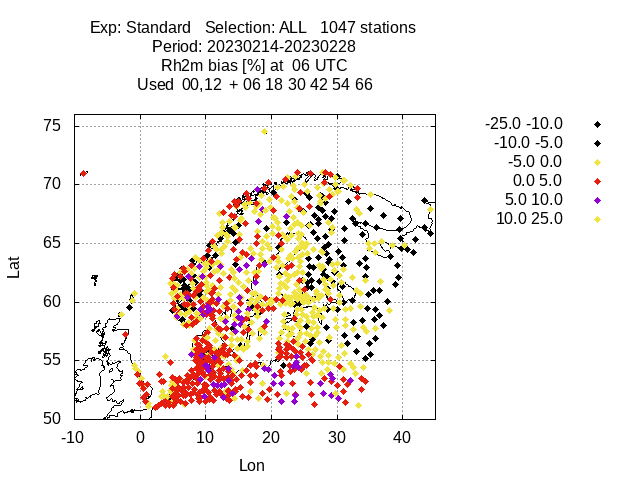 Exp: Standard   Selection: ALL   1047 stations
Period: 20230214-20230228
Rh2m bias [%] at  06 UTC
Used  00,12  + 06 18 30 42 54 66
-25.0 -10.0
-10.0 -5.0
-5.0 0.0
0.0 5.0
5.0 10.0
10.0 25.0
75
70
65
60
55
50
Lat
-10 0 10 20 30 40
Lon